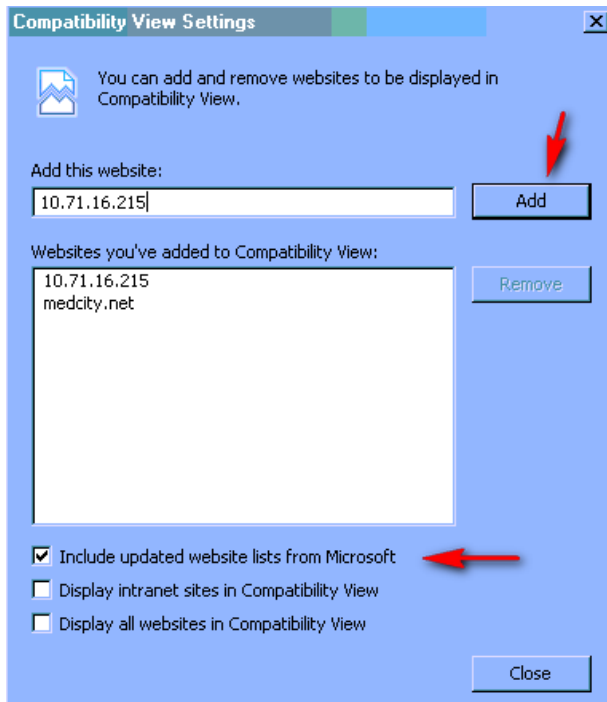 Compatibility View Settings
You can add and remove websites to be displayed in
Compatibility View.
Add this website:
10.71.16.215
Add
Websites you've added to Compatibility View:
10.71.16.215
medcity.net
Remove
Include updated website lists from Microsoft
Display intranet sites in Compatibility View
Display all websites in Compatibility View
Close